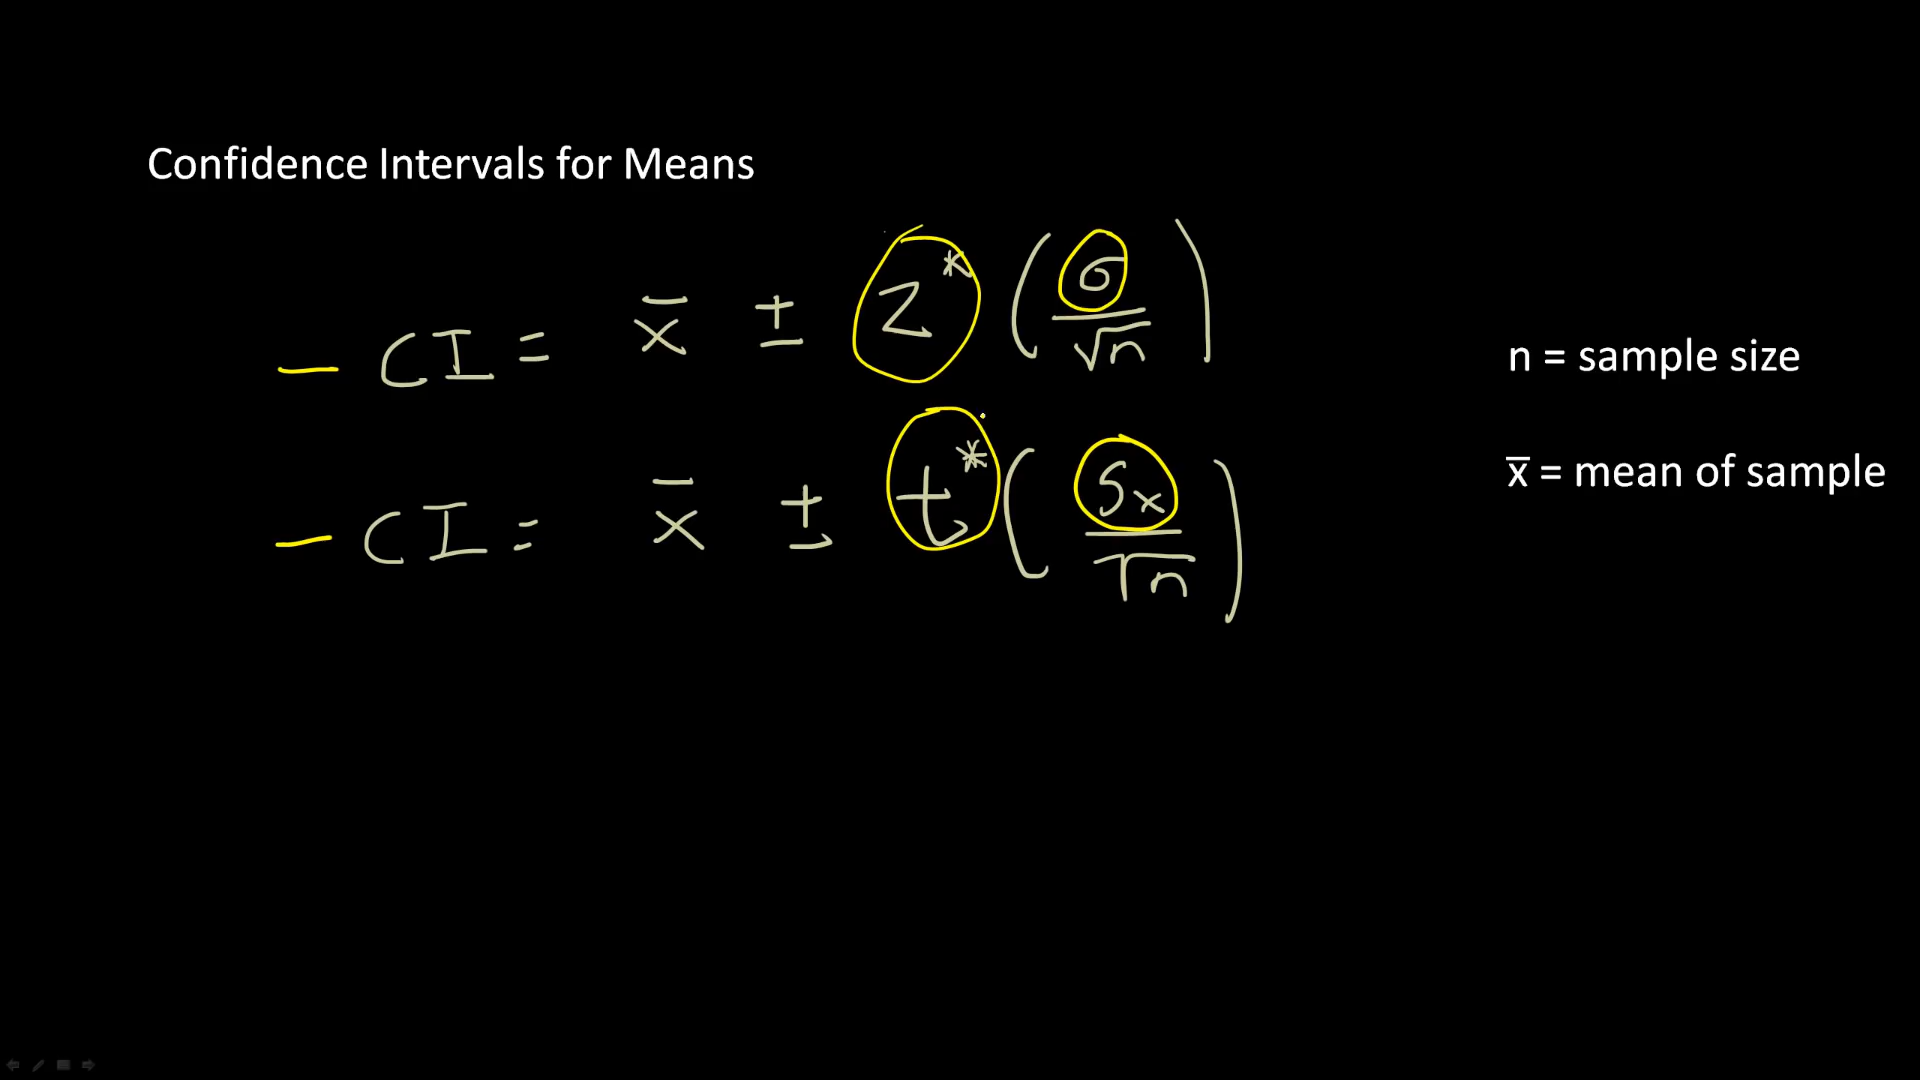 Confidence Intervals for Means
– CI = x̄ ± z* (σ/√n)
n = sample size
– CI = x̄ ± t* (Sx/√n)
x̄ = mean of sample